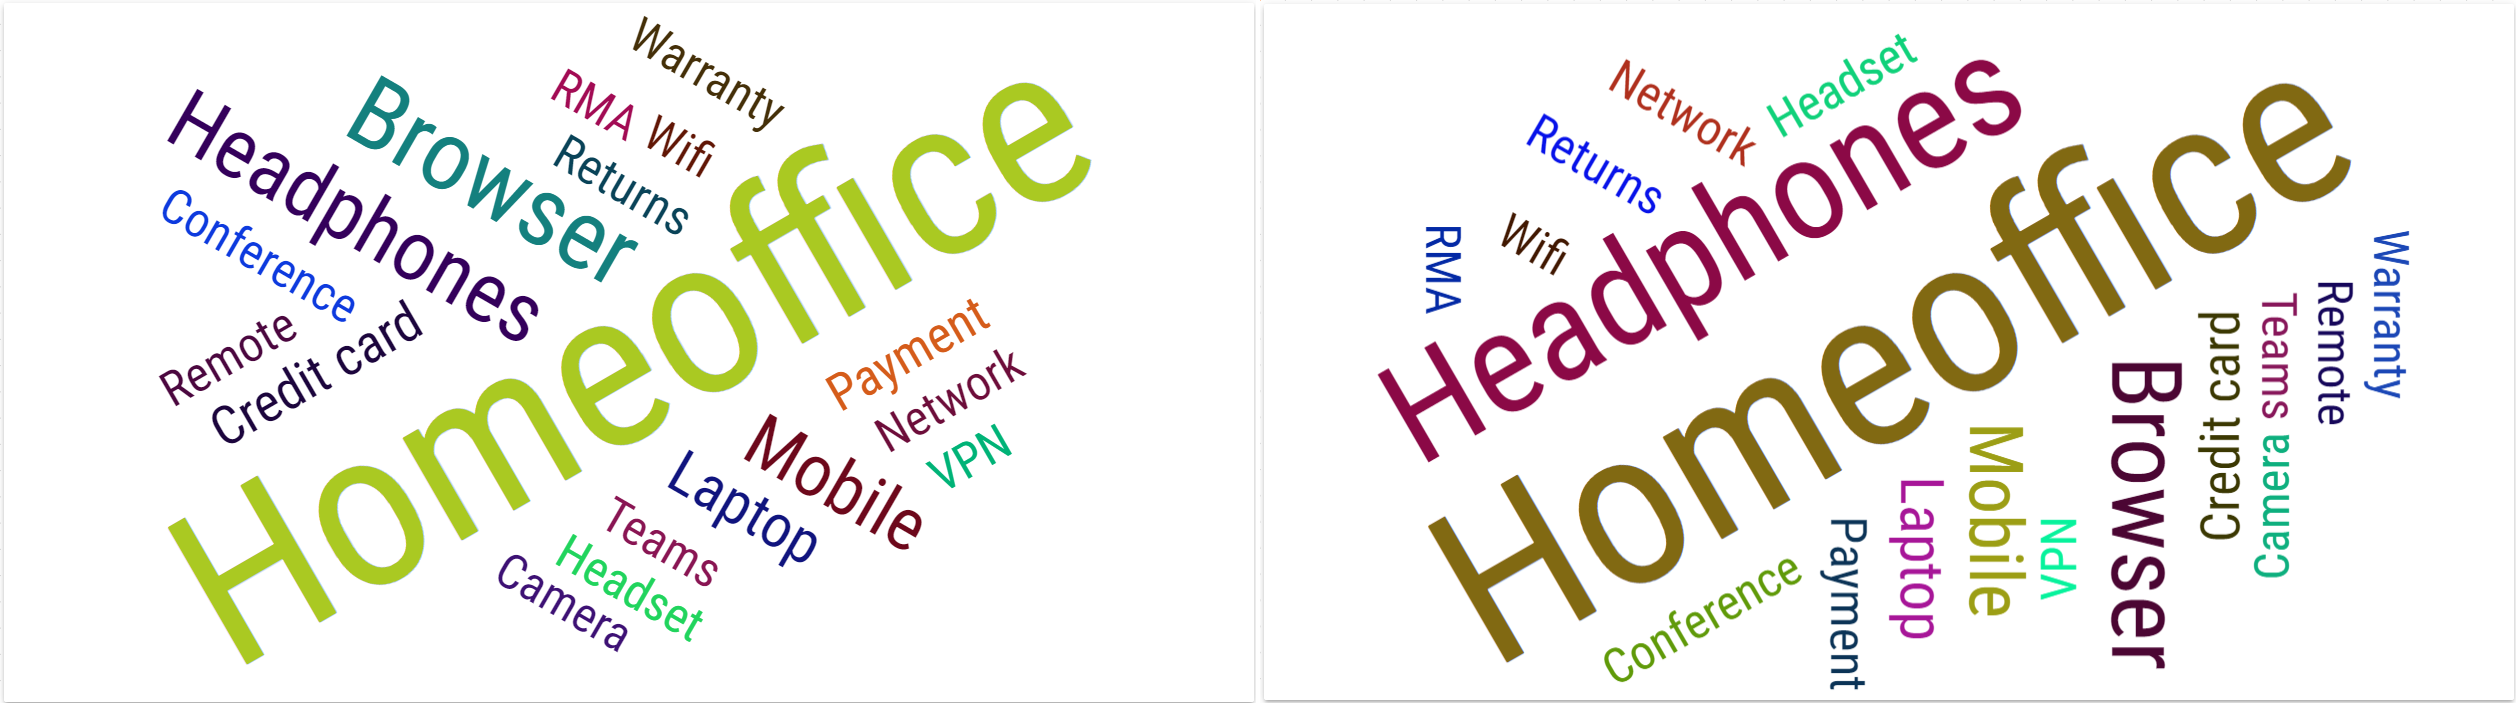 Warranty
RMA
Wifi
Returns
Browser
Headphones
Conference
Remote
Credit card
Homeoffice
Payment
Network
VPN
Mobile
Laptop
Teams
Headset
Camera
Network
Headset
Returns
Headphones
Wifi
RMA
Homeoffice
Warranty
Remote
Teams
Credit card
Browser
Camera
Mobile
Laptop
VPN
Payment
Conference